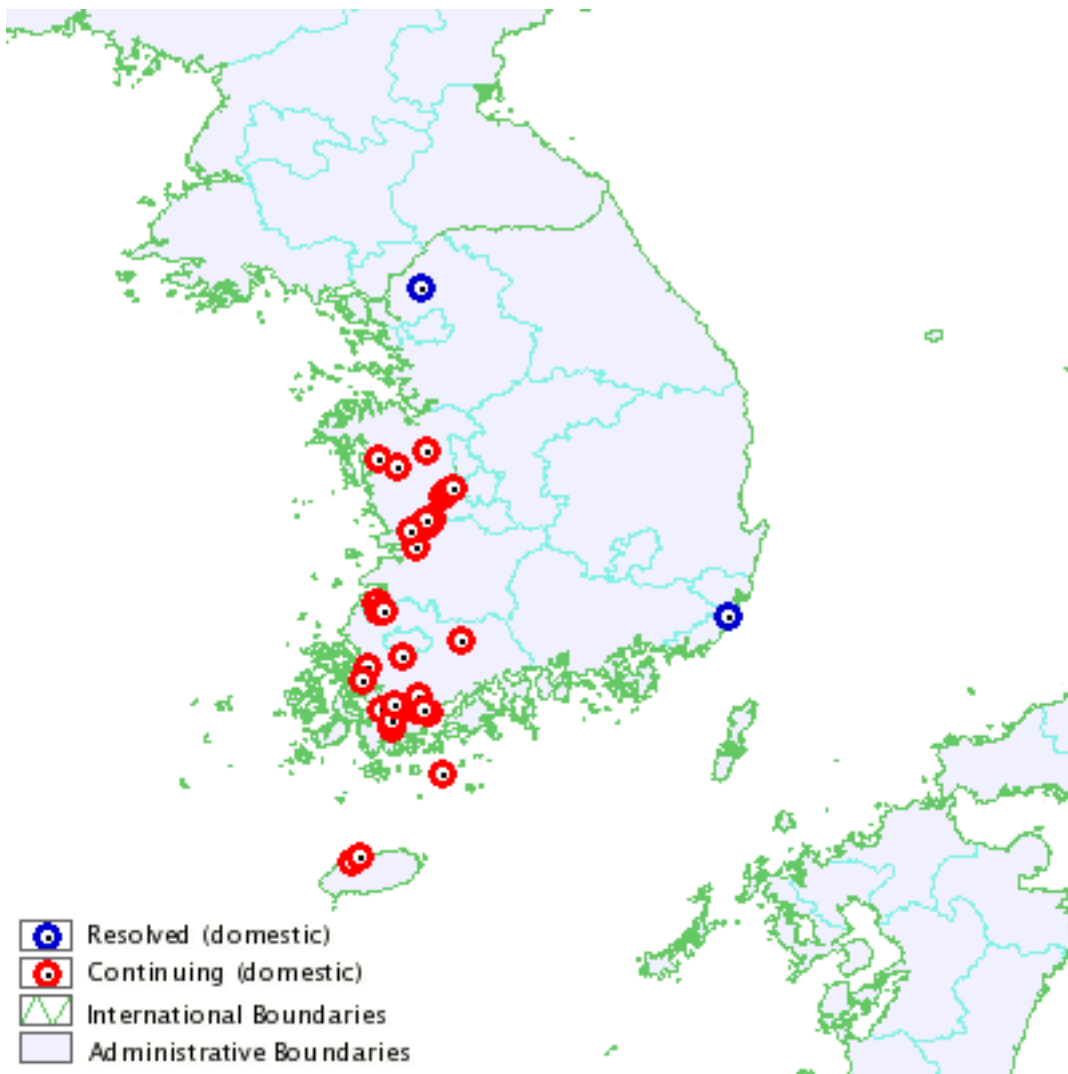 Resolved (domestic)
Continuing (domestic)
International Boundaries
Administrative Boundaries